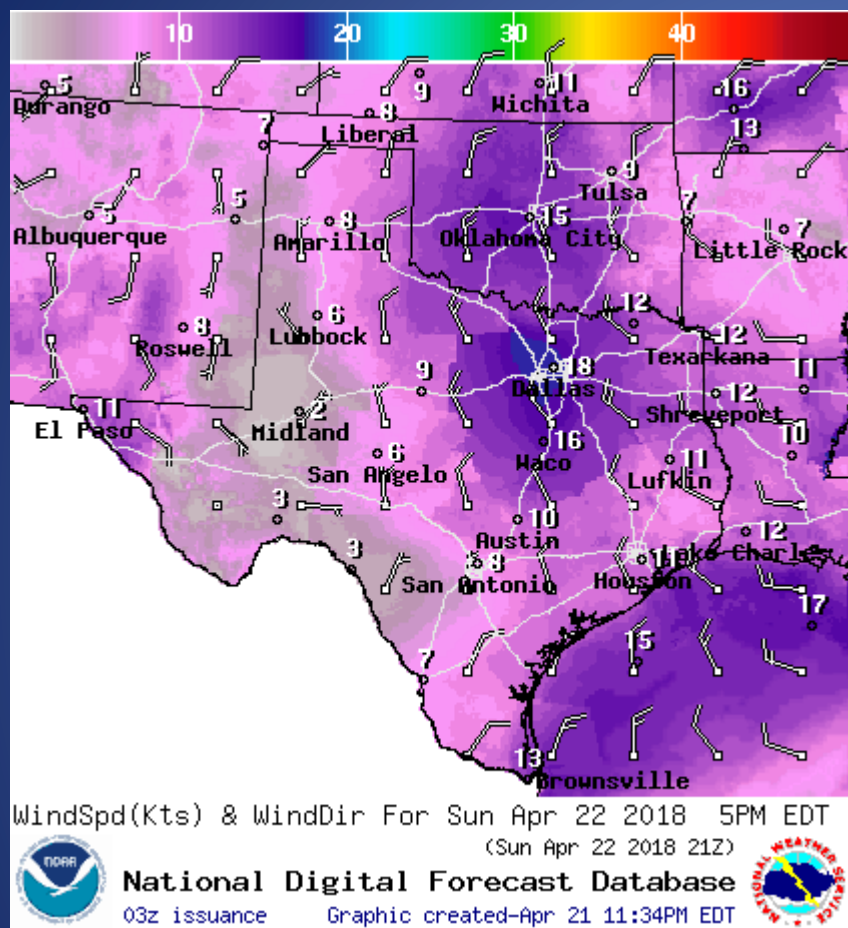 10 20 30 40
5 9 11 16
Durango Wichita
8
Liberal
7 13
9
Tulsa
5 5 8 15 7 7
Albuquerque Amarillo Oklahoma City Little Rock
8 6 12 12
Roswell Lubbock Texarkana
18
Dallas
9 12 11
Shreveport
11 2
El Paso Midland
6 16 11 10
San Angelo Waco Lufkin
3 10 12
Austin Lake Charles
3 8
San Antonio Houston
17
7 15
13
Brownsville
WindSpd(Kts) & WindDir For Sun Apr 22 2018 5PM EDT
(Sun Apr 22 2018 21Z)
NOAA
National Digital Forecast Database
03z issuance Graphic created-Apr 21 11:34PM EDT
NATIONAL WEATHER SERVICE